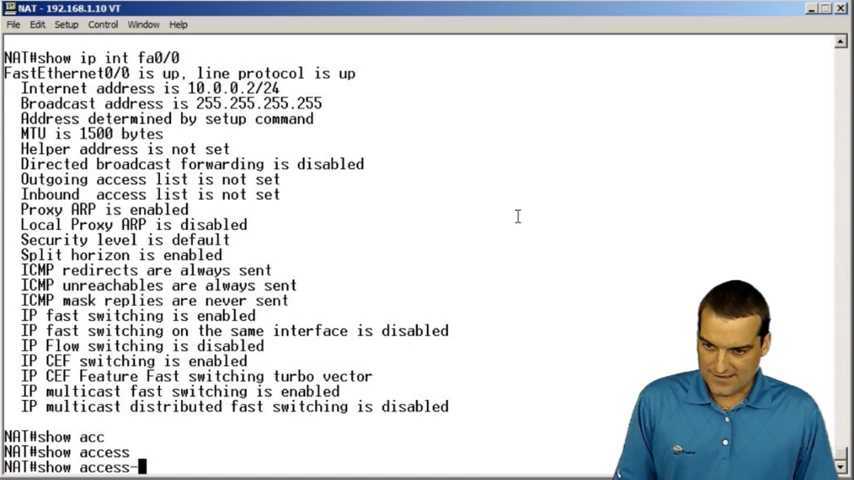 NAT - 192.168.1.10 VT
File Edit Setup Control Window Help
NAT#show ip int fa0/0
FastEthernet0/0 is up, line protocol is up
  Internet address is 10.0.0.2/24
  Broadcast address is 255.255.255.255
  Address determined by setup command
  MTU is 1500 bytes
  Helper address is not set
  Directed broadcast forwarding is disabled
  Outgoing access list is not set
  Inbound  access list is not set
  Proxy ARP is enabled
  Local Proxy ARP is disabled
  Security level is default
  Split horizon is enabled
  ICMP redirects are always sent
  ICMP unreachables are always sent
  ICMP mask replies are never sent
  IP fast switching is enabled
  IP fast switching on the same interface is disabled
  IP Flow switching is disabled
  IP CEF switching is enabled
  IP CEF Feature Fast switching turbo vector
  IP multicast fast switching is enabled
  IP multicast distributed fast switching is disabled
NAT#show acc
NAT#show access
NAT#show access-